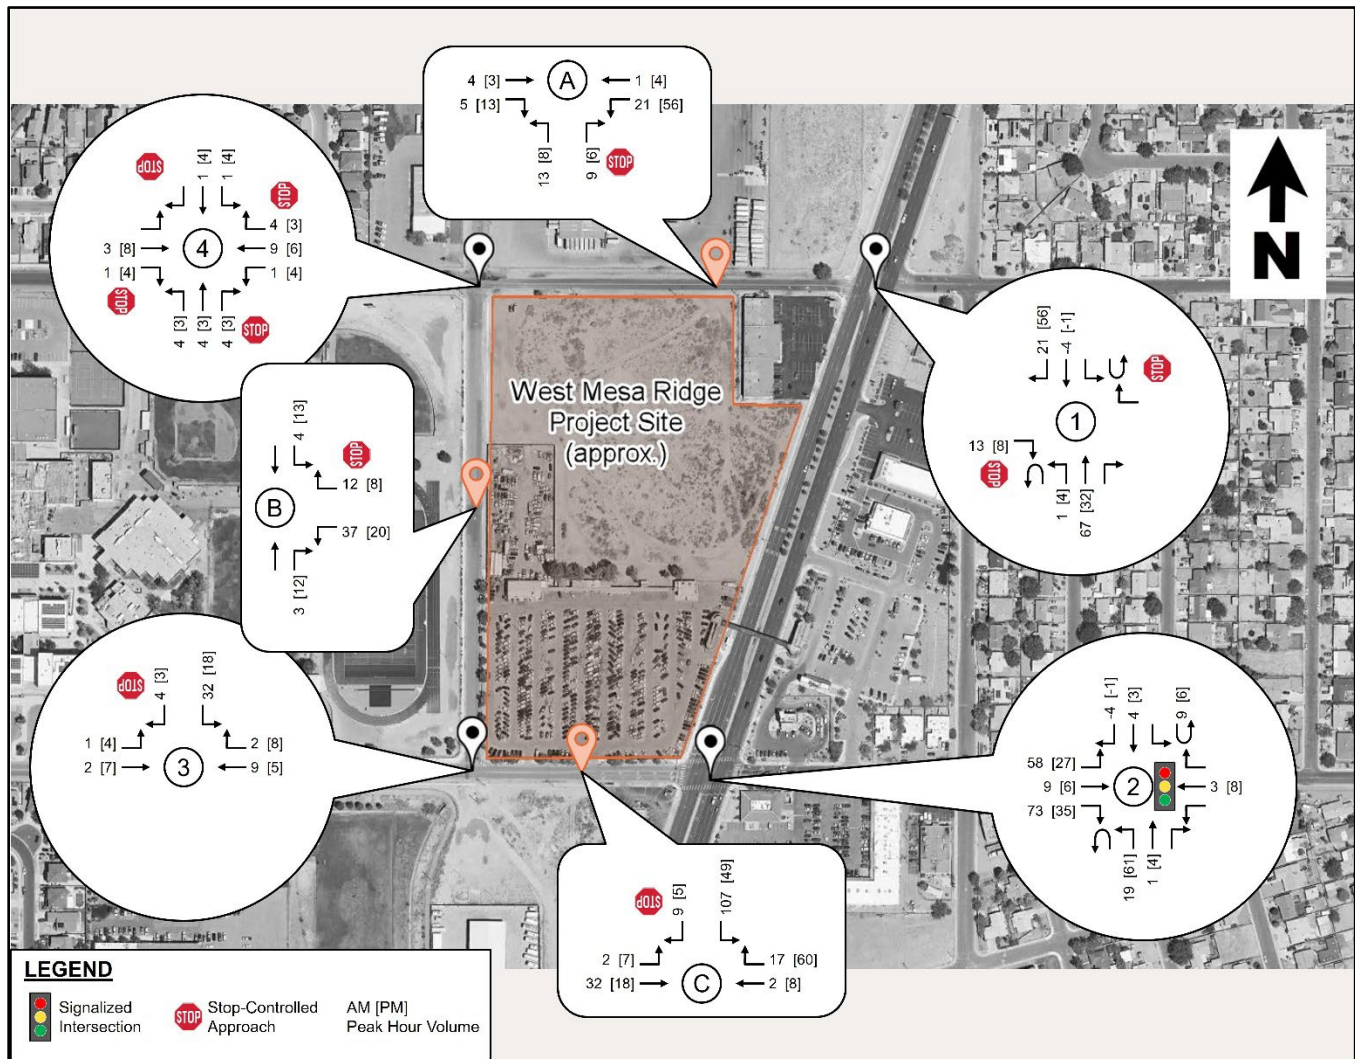 4 [3]
A
1 [4]
5 [13]
21 [56]
13 [8]
9 [6]
STOP
STOP
1 [4]
1 [4]
STOP
4 [3]
3 [8]
4
9 [6]
1 [4]
1 [4]
STOP
4 [3]
4 [3]
4 [3]
STOP
N
21 [56]
-4 [-1]
STOP
1
13 [8]
STOP
1 [4]
67 [32]
West Mesa Ridge
Project Site
(approx.)
4 [13]
STOP
12 [8]
B
37 [20]
3 [12]
STOP
4 [3]
32 [18]
1 [4]
2 [8]
2 [7]
3
9 [5]
-4 [-1]
4 [3]
9 [6]
58 [27]
9 [6]
2
3 [8]
73 [35]
19 [61]
1 [4]
STOP
9 [5]
107 [49]
2 [7]
17 [60]
32 [18]
C
2 [8]
LEGEND
Signalized
Intersection
STOP
Stop-Controlled
Approach
AM [PM]
Peak Hour Volume